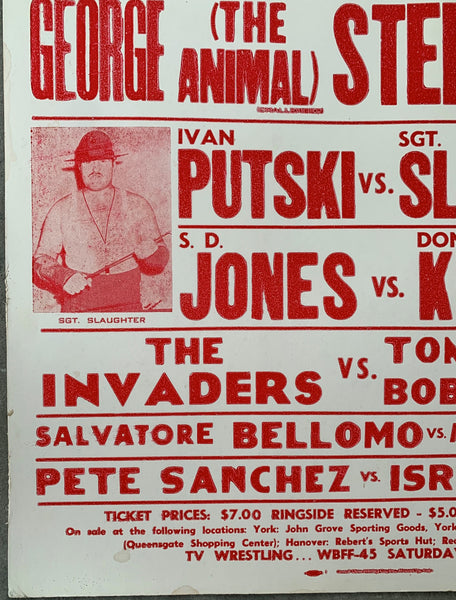 GEORGE (THE ANIMAL) STE
(CHALLENGER)
IVAN SGT.
PUTSKI VS. SL
S. D. DON
JONES VS. K
SGT. SLAUGHTER
THE INVADERS VS. TON BOB
SALVATORE BELLOMO VS.
PETE SANCHEZ VS. ISR
TICKET PRICES: $7.00 RINGSIDE RESERVED - $5.0
On sale at the following locations: York: John Grove Sporting Goods, York
(Queensgate Shopping Center); Hanover: Rebert's Sports Hut; Re
TV WRESTLING... WBFF-45 SATURDA